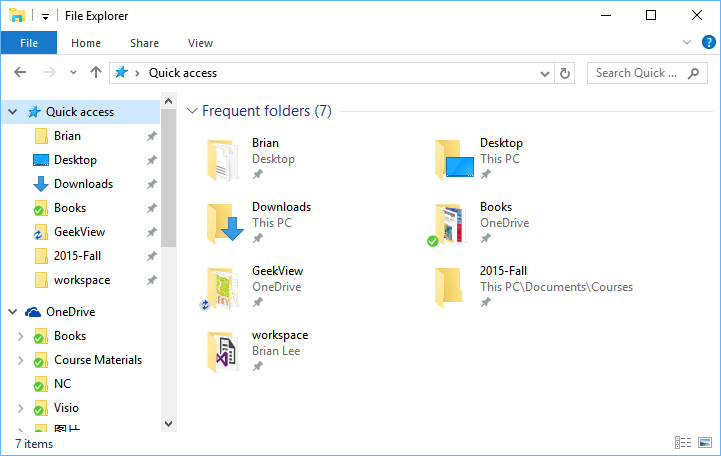 File Explorer
File
Home
Share
View
Quick access
Search Quick ...
Quick access
Brian
Desktop
Downloads
Books
GeekView
2015-Fall
workspace
OneDrive
Books
Course Materials
NC
Visio
图片
Frequent folders (7)
Brian
Desktop
Desktop
This PC
Downloads
This PC
Books
OneDrive
GeekView
OneDrive
2015-Fall
This PC\Documents\Courses
workspace
Brian Lee
7 items